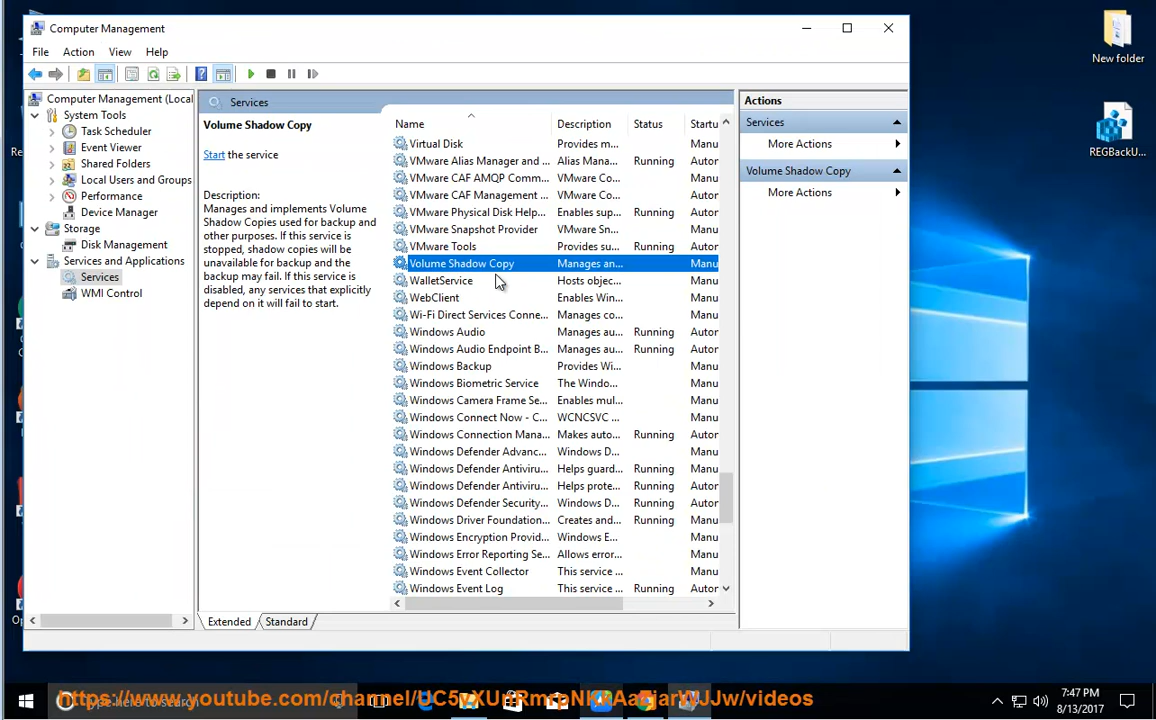 Computer Management
File Action View Help
Computer Management (Local
System Tools
Task Scheduler
Event Viewer
Shared Folders
Local Users and Groups
Performance
Device Manager
Storage
Disk Management
Services and Applications
Services
WMI Control
Services
Volume Shadow Copy
Start the service
Description:
Manages and implements Volume
Shadow Copies used for backup and
other purposes. If this service is
stopped, shadow copies will be
unavailable for backup and the
backup may fail. If this service is
disabled, any services that explicitly
depend on it will fail to start.
Name Description Status Startu
Virtual Disk Provides m... Manu
VMware Alias Manager and ... Alias Mana... Running Autor
VMware CAF AMQP Comm... VMware Co... Manu
VMware CAF Management ... VMware Co... Autor
VMware Physical Disk Help... Enables sup... Running Autor
VMware Snapshot Provider VMware Sn... Manu
VMware Tools Provides su... Running Autor
Volume Shadow Copy Manages an... Manu
WalletService Hosts objec... Manu
WebClient Enables Win... Manu
Wi-Fi Direct Services Conne... Manages co... Manu
Windows Audio Manages au... Running Autor
Windows Audio Endpoint B... Manages au... Running Autor
Windows Backup Provides Wi... Manu
Windows Biometric Service The Windo... Manu
Windows Camera Frame Se... Enables mul... Manu
Windows Connect Now - C... WCNCSVC ... Manu
Windows Connection Mana... Makes auto... Running Autor
Windows Defender Advanc... Windows D... Manu
Windows Defender Antiviru... Helps guard... Running Manu
Windows Defender Antiviru... Helps prote... Running Autor
Windows Defender Security... Windows D... Running Autor
Windows Driver Foundation... Creates and... Running Manu
Windows Encryption Provid... Windows E... Manu
Windows Error Reporting Se... Allows error... Manu
Windows Event Collector This service ... Manu
Windows Event Log This service ... Running Autor
Extended Standard
Actions
Services
More Actions
Volume Shadow Copy
More Actions
New folder
REGBackU...
7:47 PM
8/13/2017